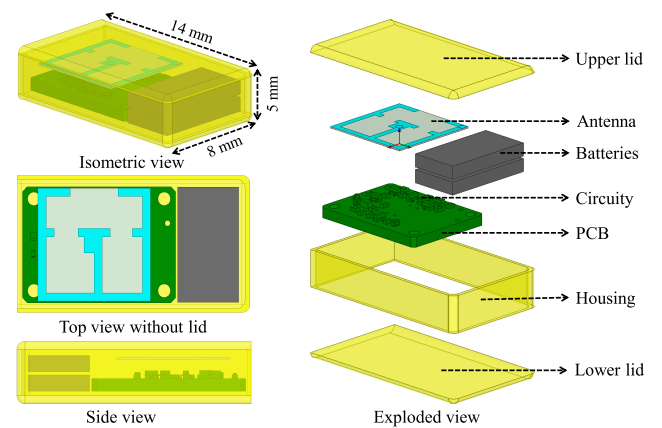 14 mm
5 mm
8 mm
Isometric view
Top view without lid
Side view
Upper lid
Antenna
Batteries
Circuity
PCB
Housing
Lower lid
Exploded view